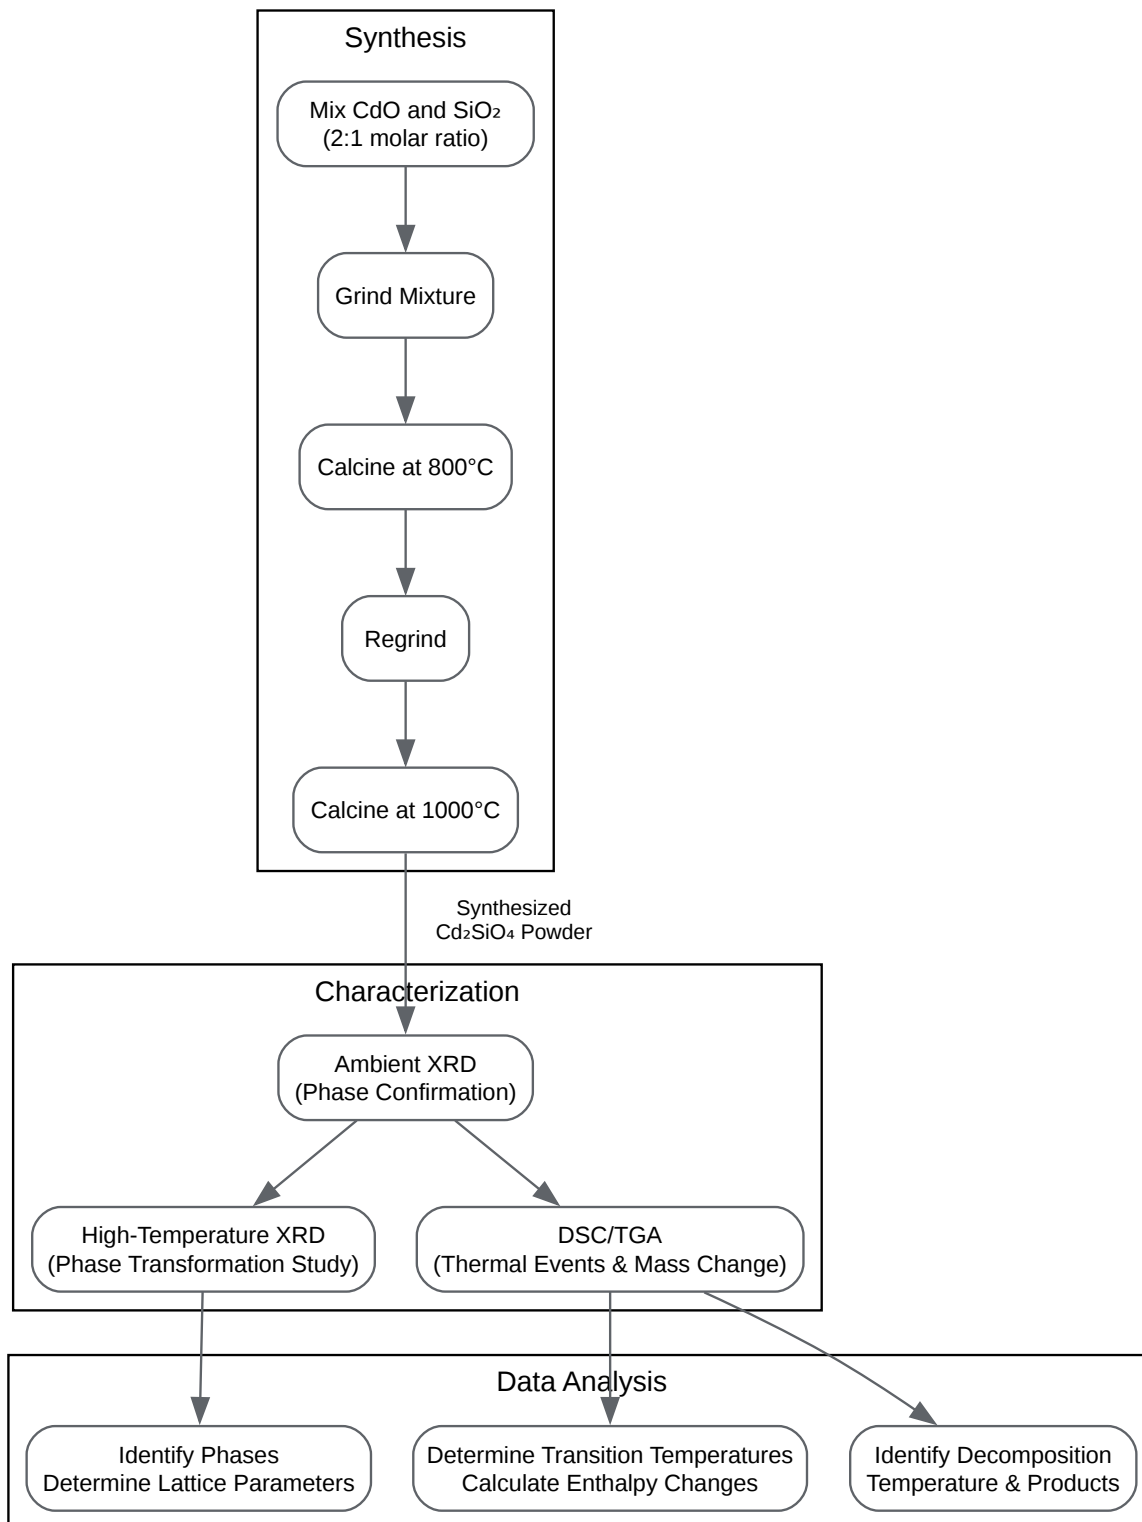 Synthesis
Mix CdO and SiO₂
(2:1 molar ratio)
Grind Mixture
Calcine at 800°C
Regrind
Calcine at 1000°C
Synthesized
Cd₂SiO₄ Powder
Characterization
Ambient XRD
(Phase Confirmation)
High-Temperature XRD
(Phase Transformation Study)
DSC/TGA
(Thermal Events & Mass Change)
Data Analysis
Identify Phases
Determine Lattice Parameters
Determine Transition Temperatures
Calculate Enthalpy Changes
Identify Decomposition
Temperature & Products